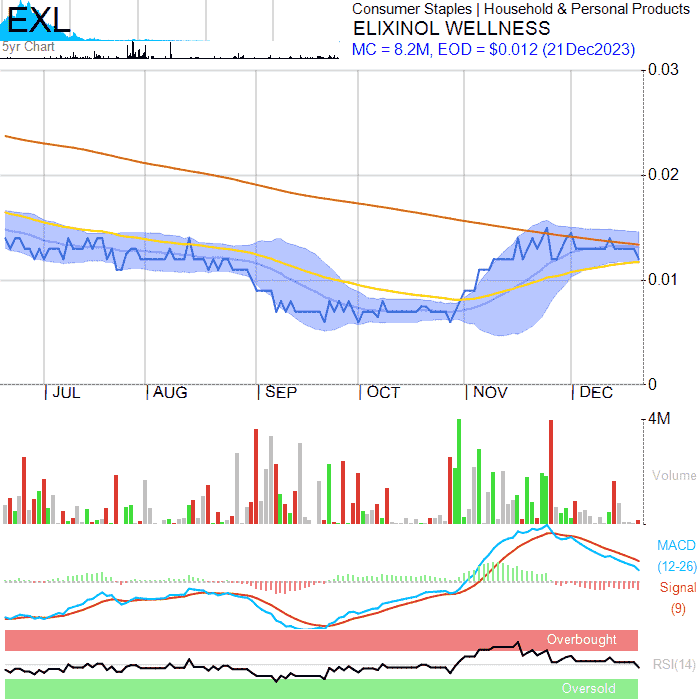 EXL
5yr Chart
Consumer Staples | Household & Personal Products
ELIXINOL WELLNESS
MC = 8.2M, EOD = $0.012 (21Dec2023)
0.03
0.02
0.01
0
JUL AUG SEP OCT NOV DEC
4M
Volume
MACD
(12-26)
Signal
(9)
Overbought
RSI(14)
Oversold